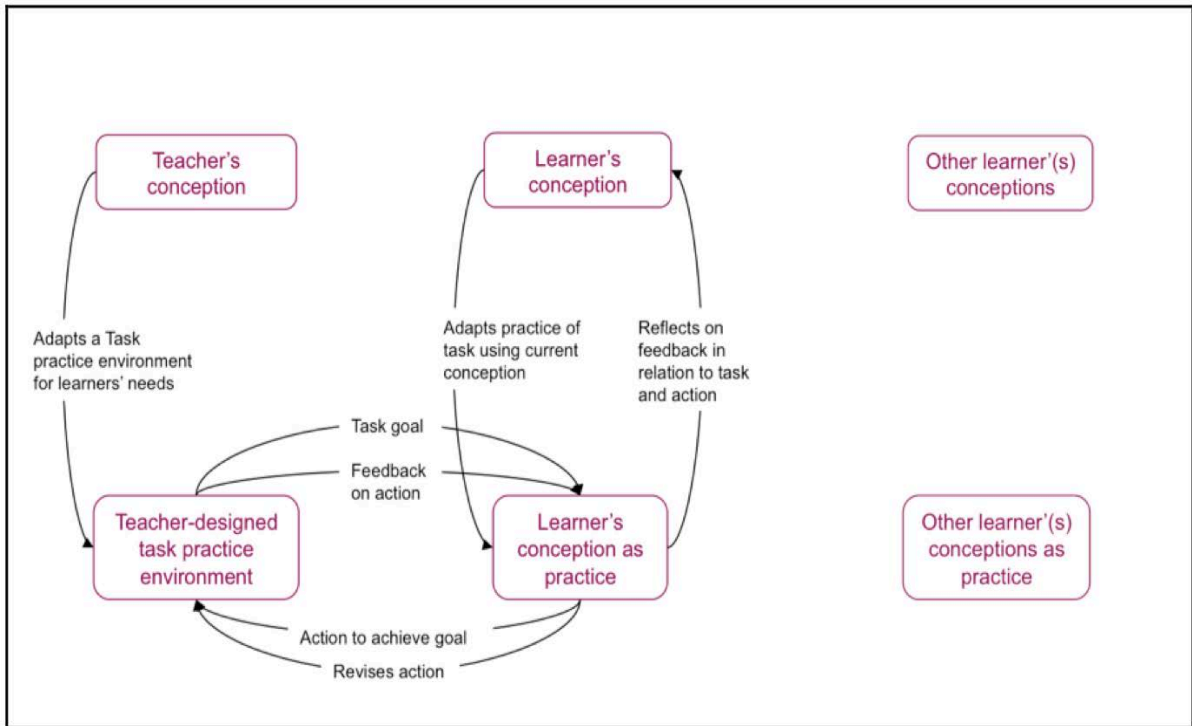 Teacher's
conception
Learner's
conception
Other learner'(s)
conceptions
Adapts a Task
practice environment
for learners' needs
Adapts practice of
task using current
conception
Reflects on
feedback in
relation to task
and action
Task goal
Feedback
on action
Teacher-designed
task practice
environment
Learner's
conception as
practice
Other learner'(s)
conceptions as
practice
Action to achieve goal
Revises action